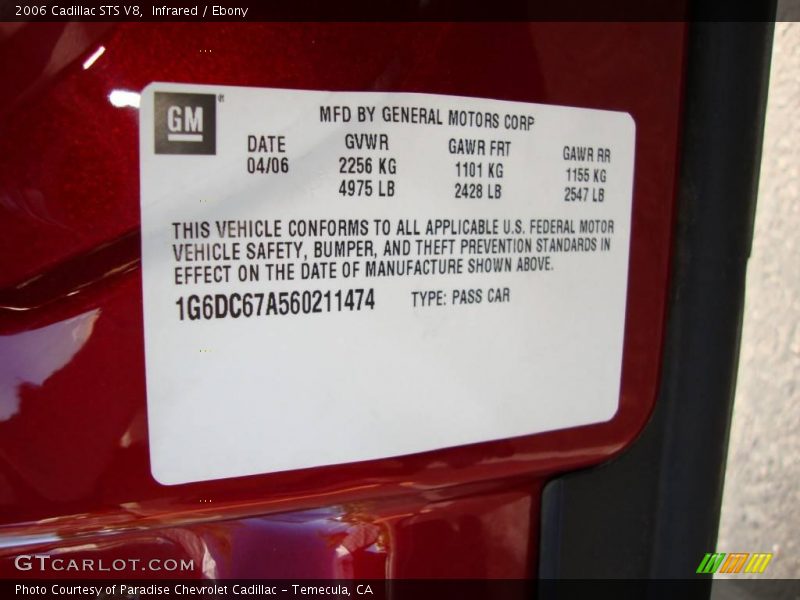 2006 Cadillac STS V8, Infrared / Ebony
GM
MFD BY GENERAL MOTORS CORP
DATE GVWR GAWR FRT GAWR RR
04/06 2256 KG 1101 KG 1155 KG
4975 LB 2428 LB 2547 LB
THIS VEHICLE CONFORMS TO ALL APPLICABLE U.S. FEDERAL MOTOR
VEHICLE SAFETY, BUMPER, AND THEFT PREVENTION STANDARDS IN
EFFECT ON THE DATE OF MANUFACTURE SHOWN ABOVE.
1G6DC67A560211474 TYPE: PASS CAR
GTCARLOT.COM
Photo Courtesy of Paradise Chevrolet Cadillac - Temecula, CA